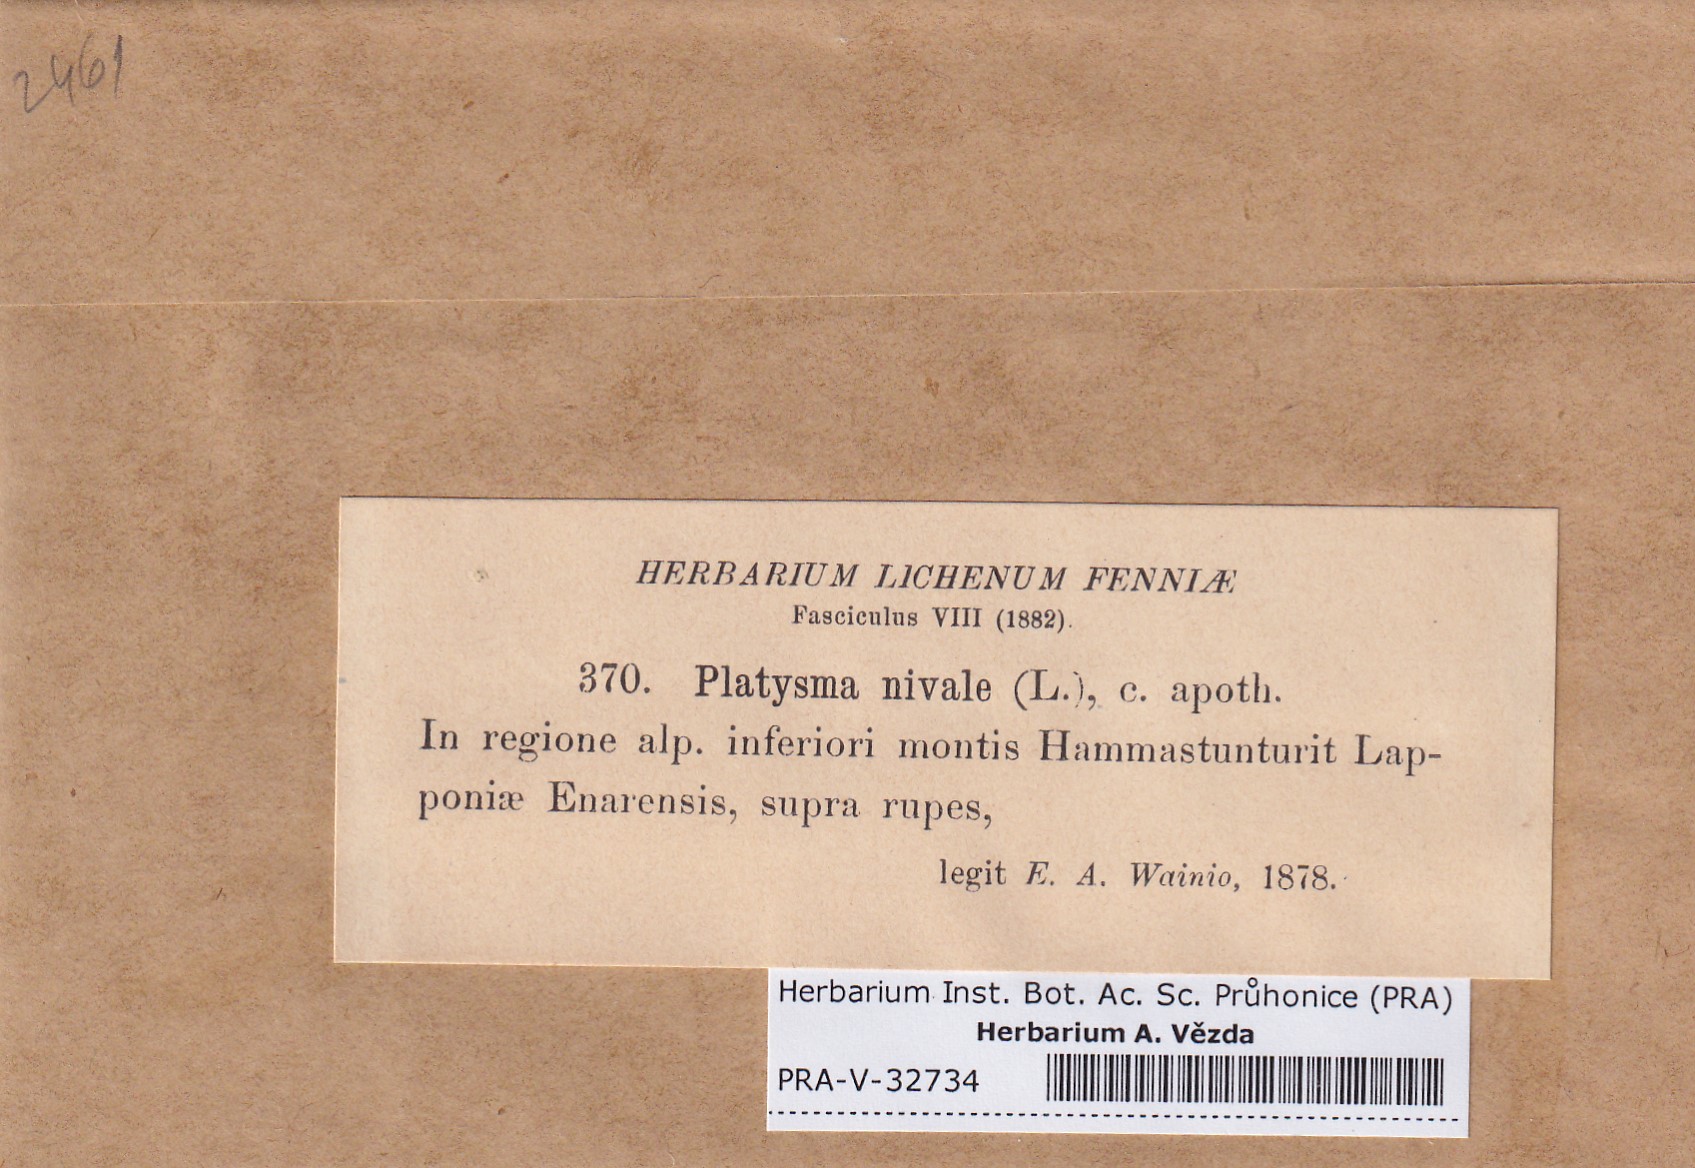 2461
HERBARIUM LICHENUM FENNIÆ
Fasciculus VIII (1882).
370. Platysma nivale (L.), c. apoth.
In regione alp. inferiori montis Hammastunturit Lap-
poniæ Enarensis, supra rupes,
legit E. A. Wainio, 1878.
Herbarium Inst. Bot. Ac. Sc. Průhonice (PRA)
Herbarium A. Vězda
PRA-V-32734